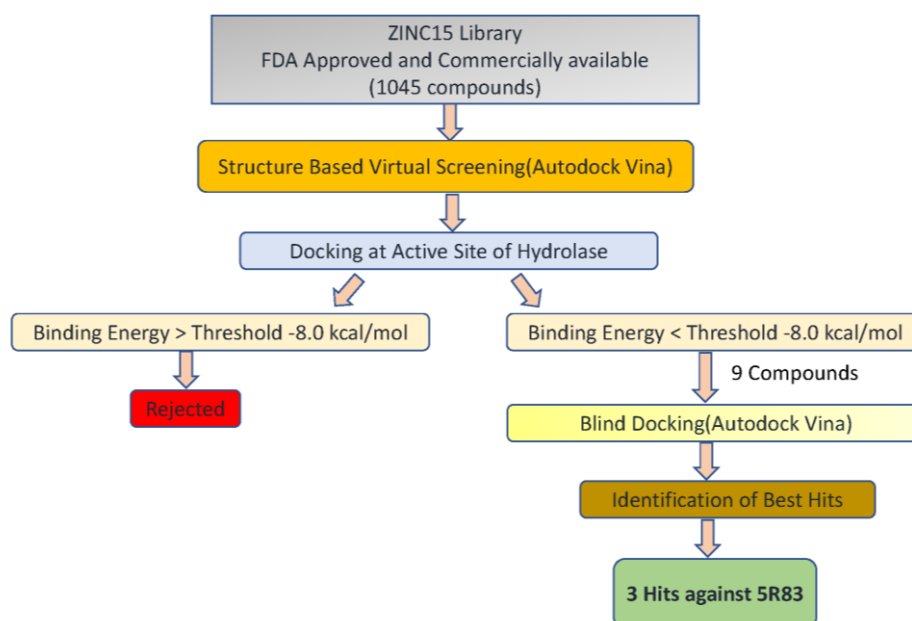 ZINC15 Library
FDA Approved and Commercially available
(1045 compounds)
Structure Based Virtual Screening(Autodock Vina)
Docking at Active Site of Hydrolase
Binding Energy > Threshold -8.0 kcal/mol
Binding Energy < Threshold -8.0 kcal/mol
9 Compounds
Rejected
Blind Docking(Autodock Vina)
Identification of Best Hits
3 Hits against 5R83